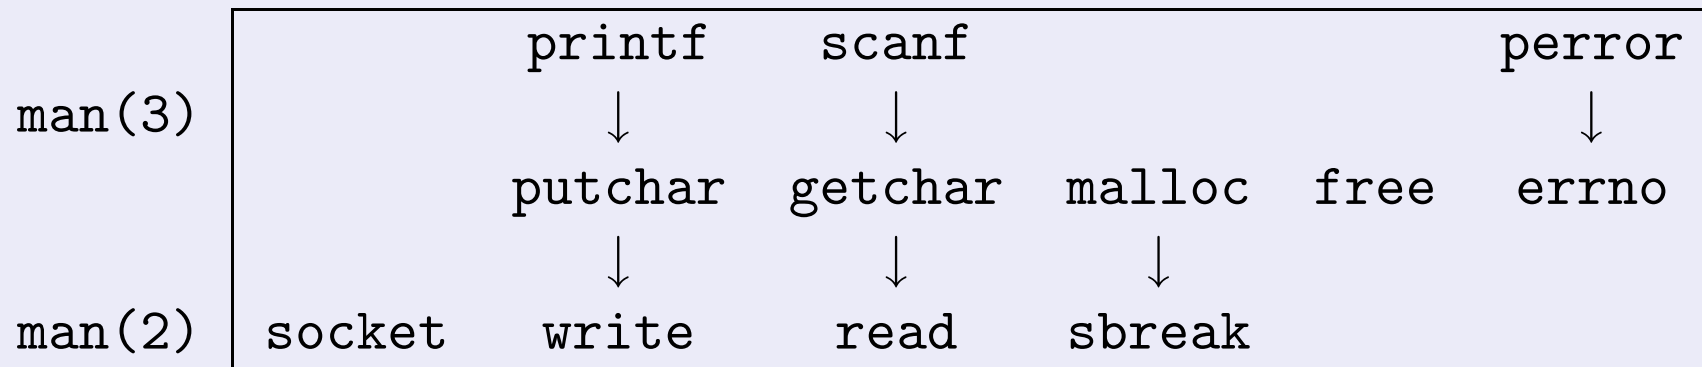 printf scanf perror
man(3) ↓ ↓ ↓
putchar getchar malloc free errno
↓ ↓ ↓
man(2) socket write read sbreak